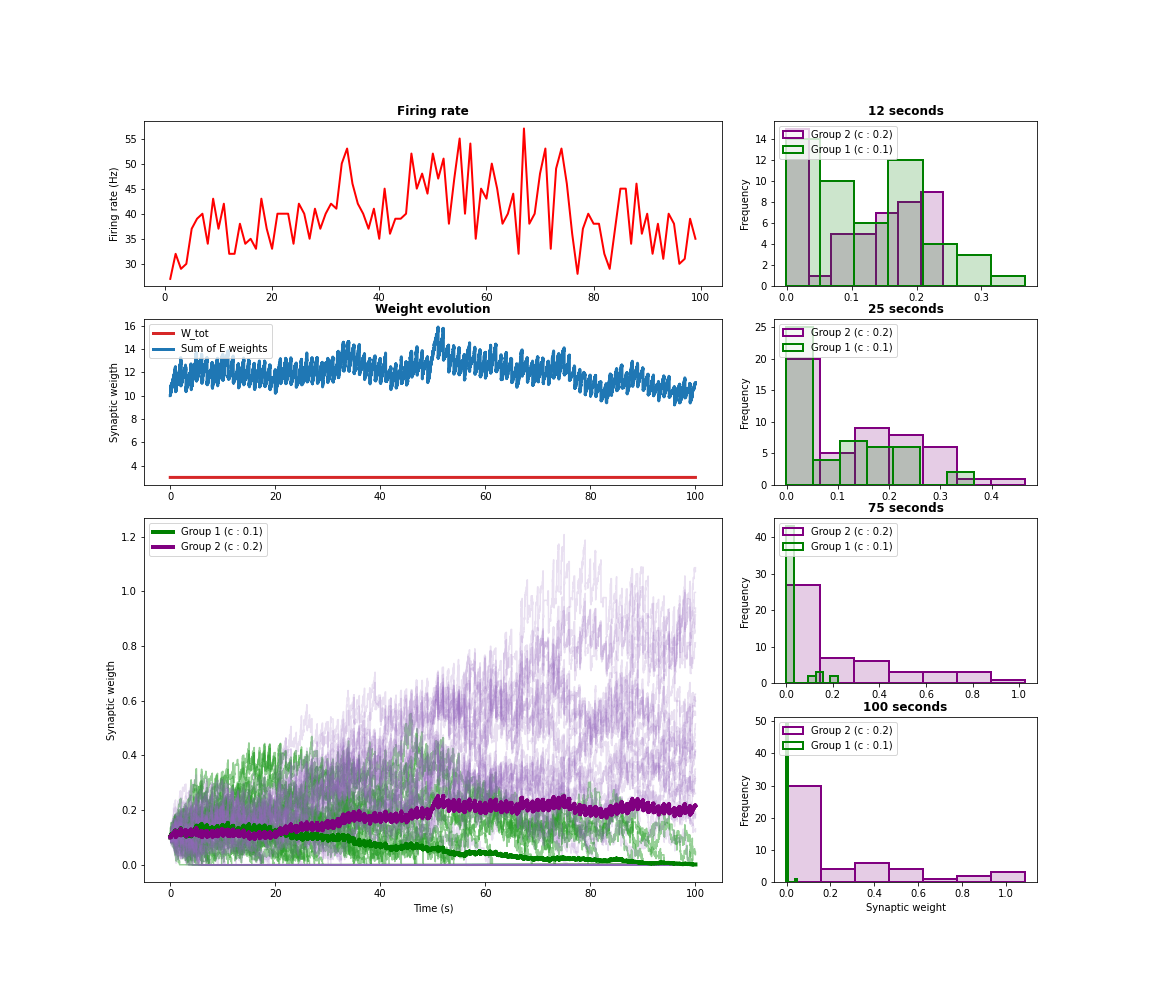 Firing rate
Firing rate (Hz)
55
50
45
40
35
30
0 20 40 60 80 100
12 seconds
Group 2 (c : 0.2)
Group 1 (c : 0.1)
Frequency
14
12
10
8
6
4
2
0
0.0 0.1 0.2 0.3
Weight evolution
W_tot
Sum of E weights
Synaptic weigth
16
14
12
10
8
6
4
0 20 40 60 80 100
25 seconds
Group 2 (c : 0.2)
Group 1 (c : 0.1)
Frequency
25
20
15
10
5
0
0.0 0.1 0.2 0.3 0.4
Group 1 (c : 0.1)
Group 2 (c : 0.2)
Synaptic weigth
1.2
1.0
0.8
0.6
0.4
0.2
0.0
0 20 40 60 80 100
Time (s)
75 seconds
Group 2 (c : 0.2)
Group 1 (c : 0.1)
Frequency
40
30
20
10
0
0.0 0.2 0.4 0.6 0.8 1.0
100 seconds
Group 2 (c : 0.2)
Group 1 (c : 0.1)
Frequency
50
40
30
20
10
0
0.0 0.2 0.4 0.6 0.8 1.0
Synaptic weight